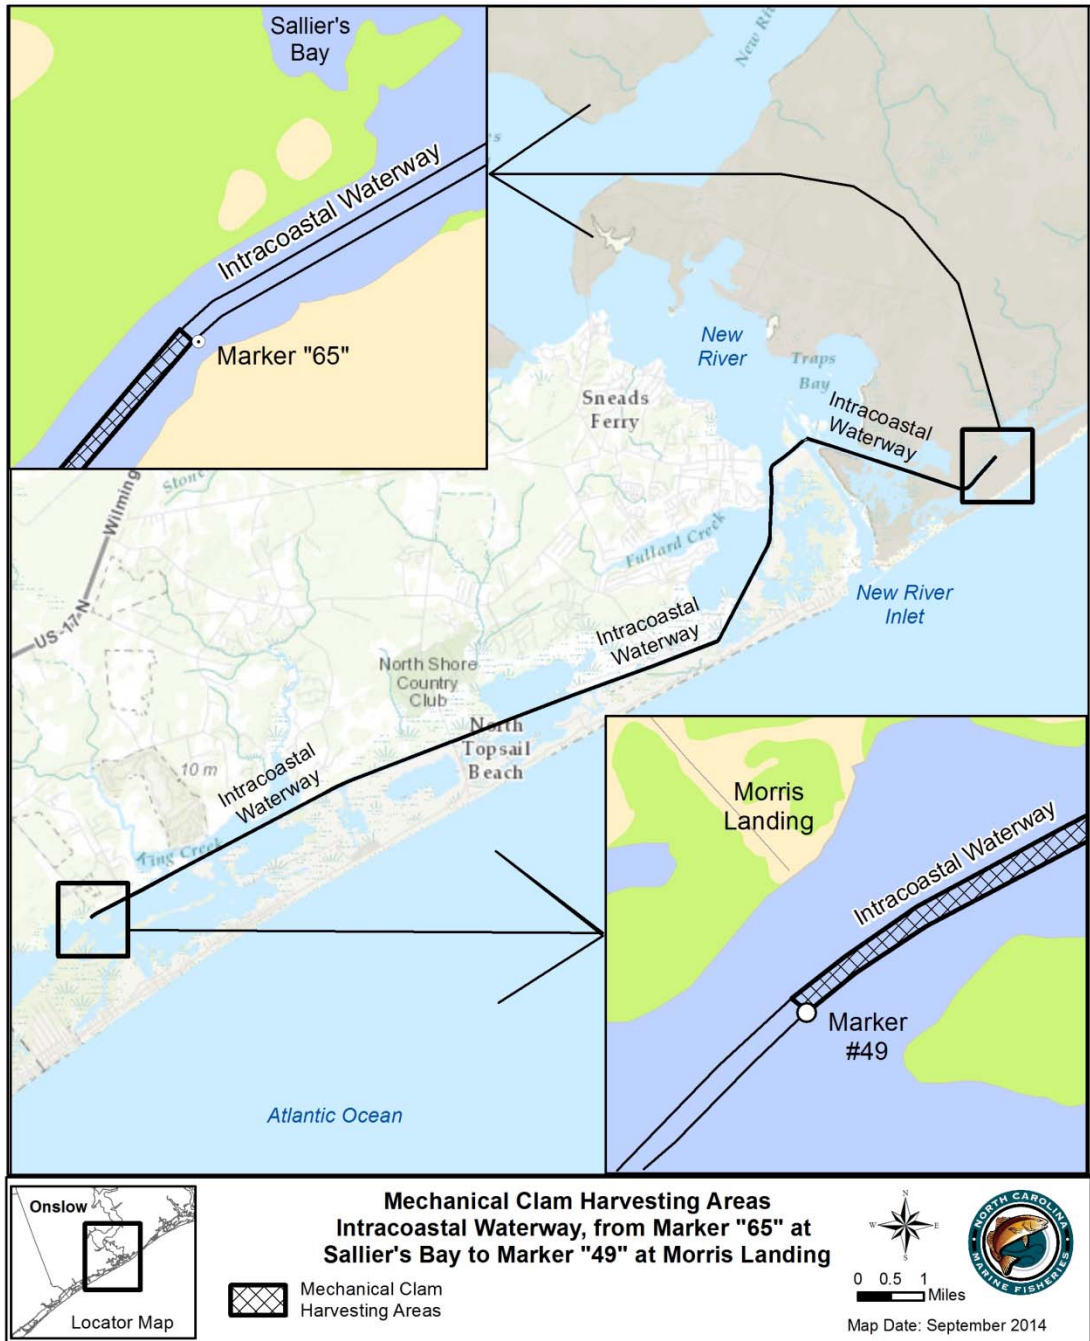 Sallier's
Bay
Intracoastal Waterway
Marker "65"
New
River
Traps
Bay
Intracoastal
Waterway
Sneads
Ferry
Wilming
US-17-N
Fullard Creek
New River
Inlet
Intracoastal
Waterway
North Shore
Country
Club
North
Topsail
Beach
10 m
Intracoastal
Waterway
Morris
Landing
Intracoastal Waterway
Marker
#49
Atlantic Ocean
Onslow
Locator Map
Mechanical Clam Harvesting Areas
Intracoastal Waterway, from Marker "65" at
Sallier's Bay to Marker "49" at Morris Landing
Mechanical Clam
Harvesting Areas
N
W
E
S
0 0.5 1
Miles
NORTH CAROLINA
MARINE FISHERIES
Map Date: September 2014